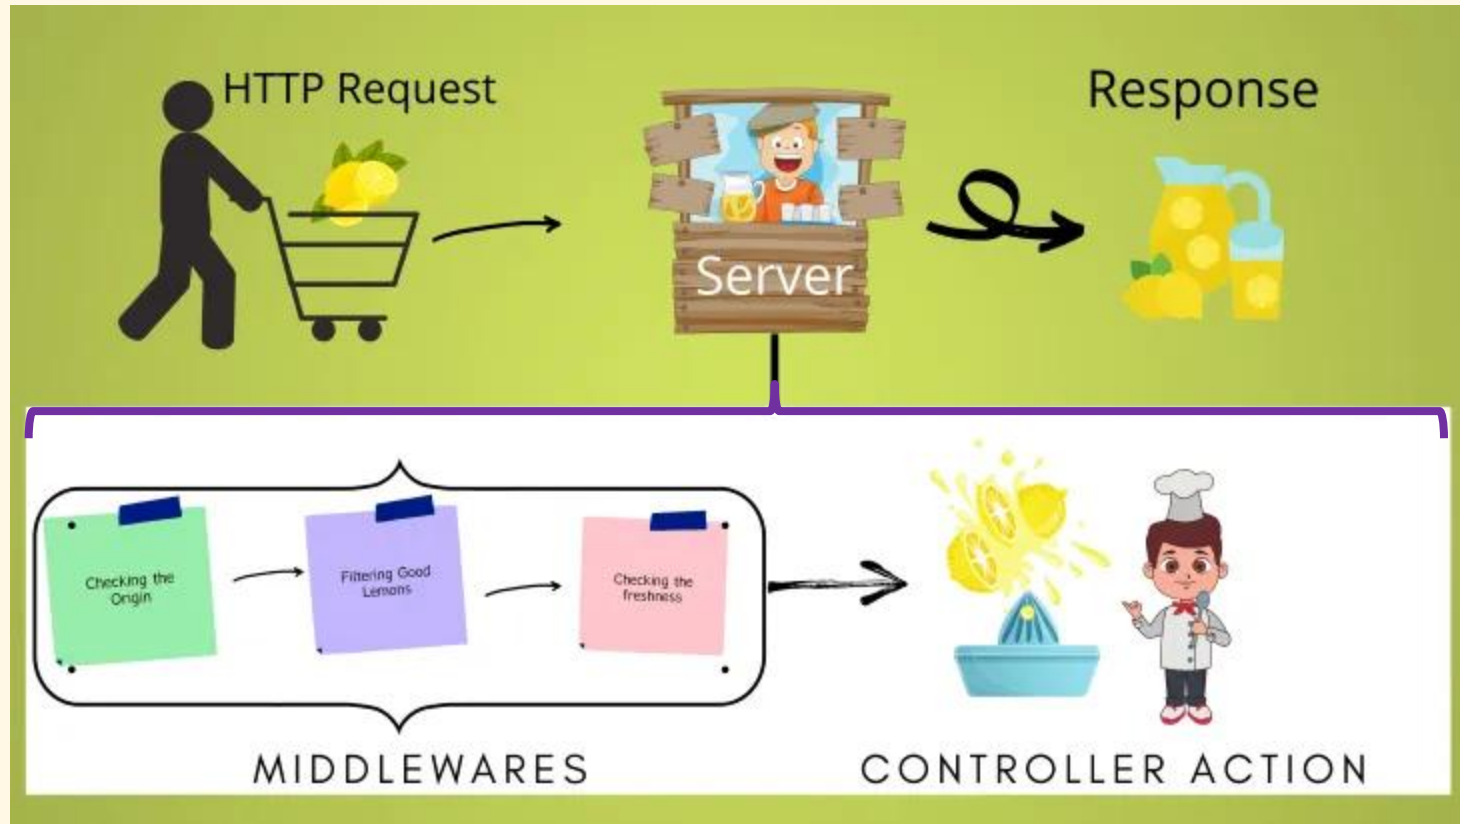 HTTP Request
Response
Server
Checking the
Origin
Filtering Good
Lemons
Checking the
freshness
MIDDLEWARES
CONTROLLER ACTION